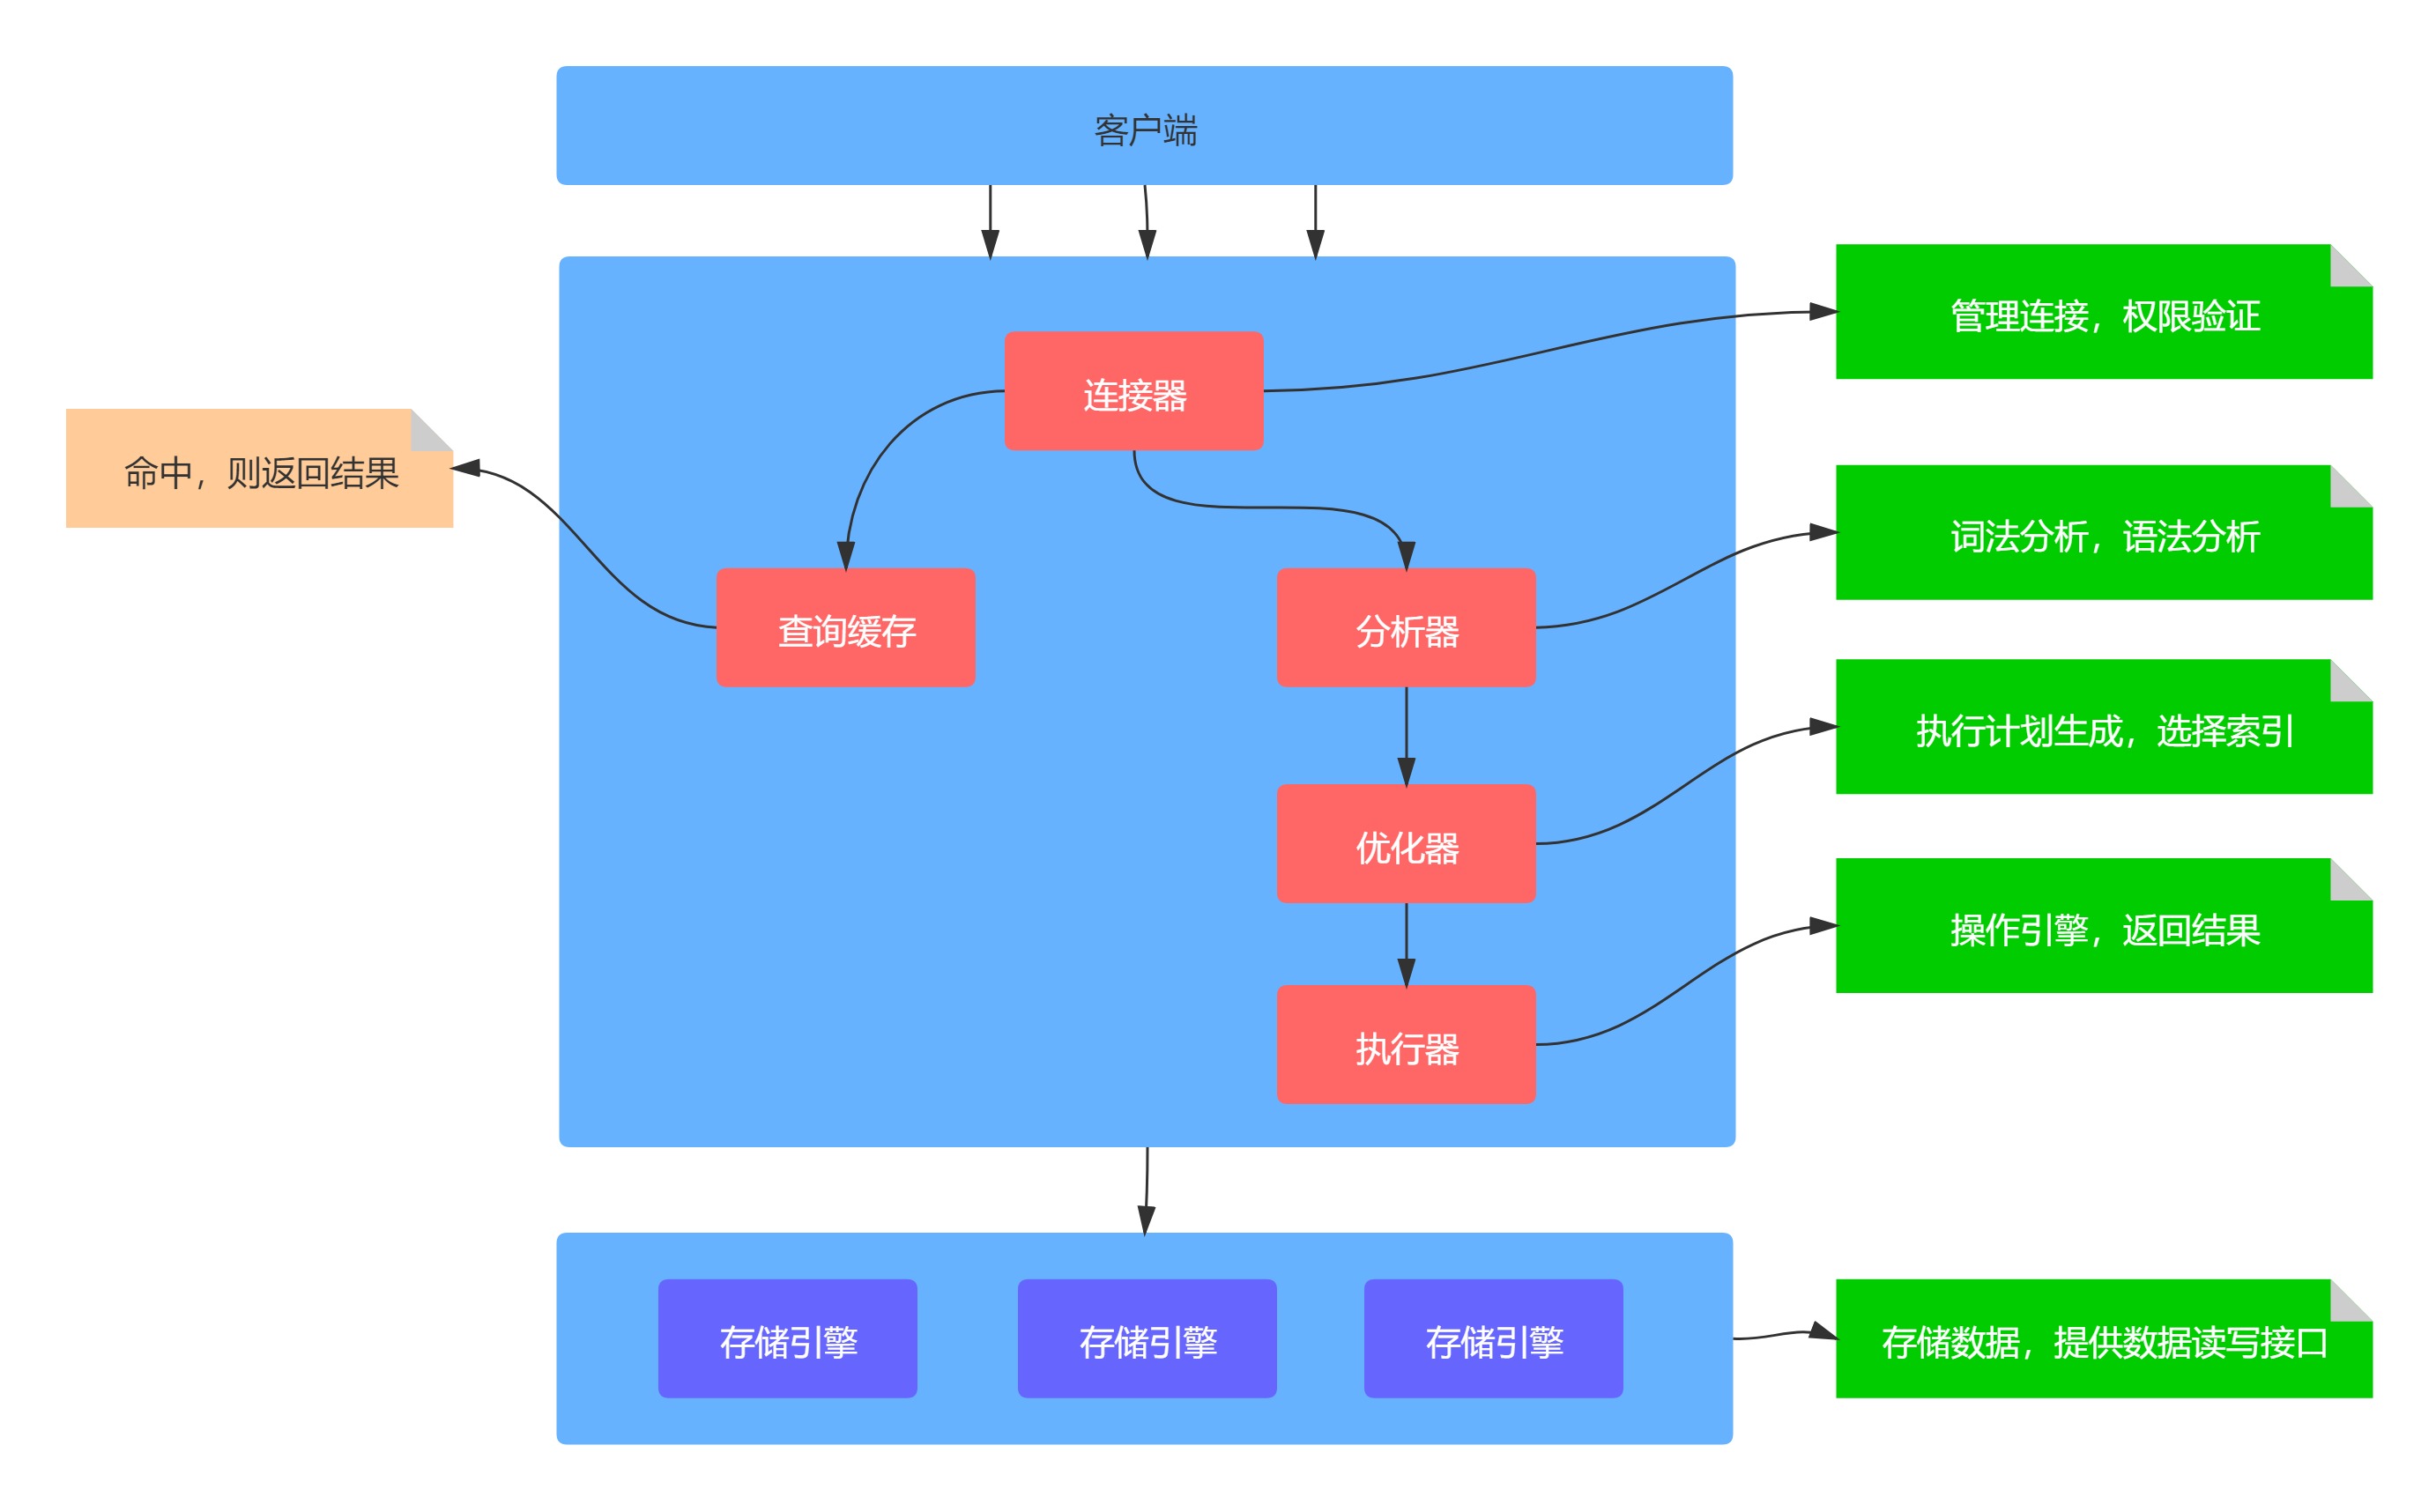 客户端
管理连接，权限验证
连接器
命中，则返回结果
词法分析，语法分析
查询缓存
分析器
执行计划生成，选择索引
优化器
操作引擎，返回结果
执行器
存储引擎
存储引擎
存储引擎
存储数据，提供数据读写接口